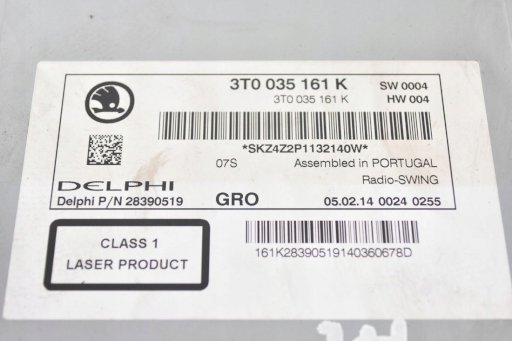 3T0 035 161 K SW 0004
3T0 035 161 K HW 004
*SKZ4Z2P1132140W*
07S Assembled in PORTUGAL
Radio-SWING
DELPHI
Delphi P/N 28390519 GRO 05.02.14 0024 0255
CLASS 1
LASER PRODUCT
161K28390519140360678D